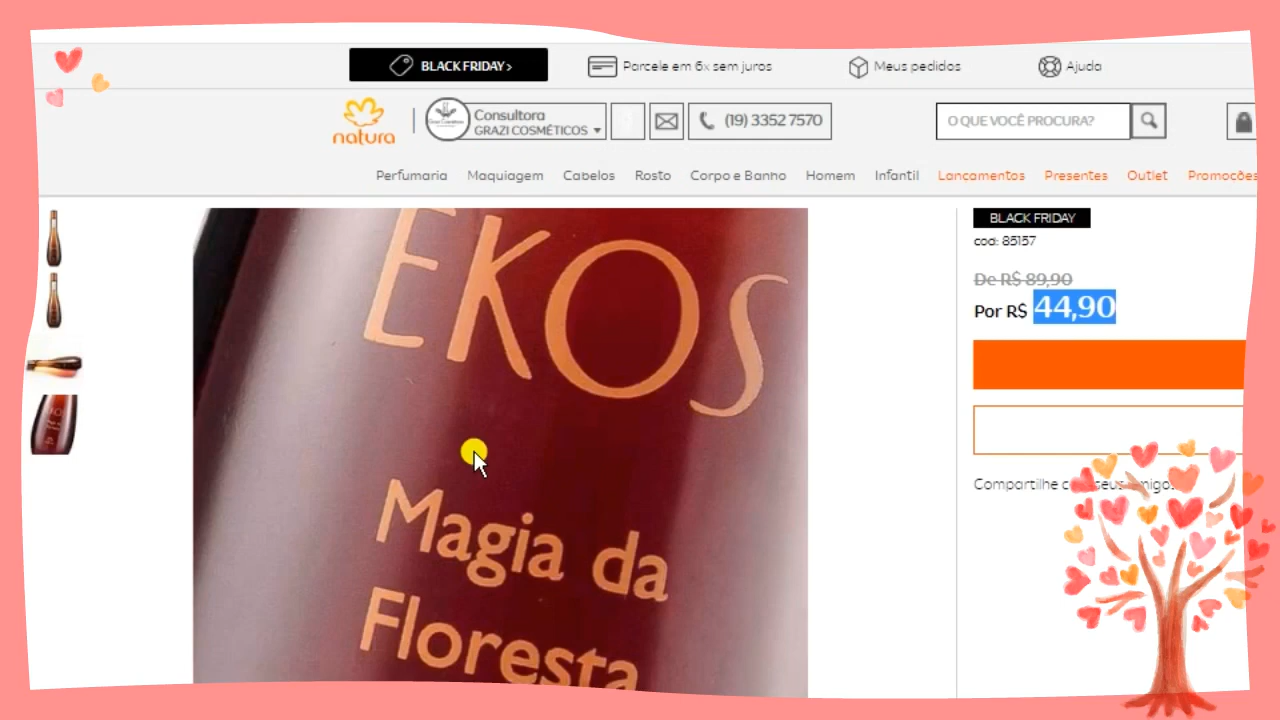 BLACK FRIDAY >
Parcele em 6x sem juros
Meus pedidos
Ajuda
natura
Consultora
GRAZI COSMÉTICOS
(19) 3352 7570
O QUE VOCÊ PROCURA?
Perfumaria Maquiagem Cabelos Rosto Corpo e Banho Homem Infantil Lançamentos Presentes Outlet Promoções
EKOS
Magia da
Floresta
BLACK FRIDAY
cod: 85157
De R$ 89,90
Por R$ 44,90
Compartilhe